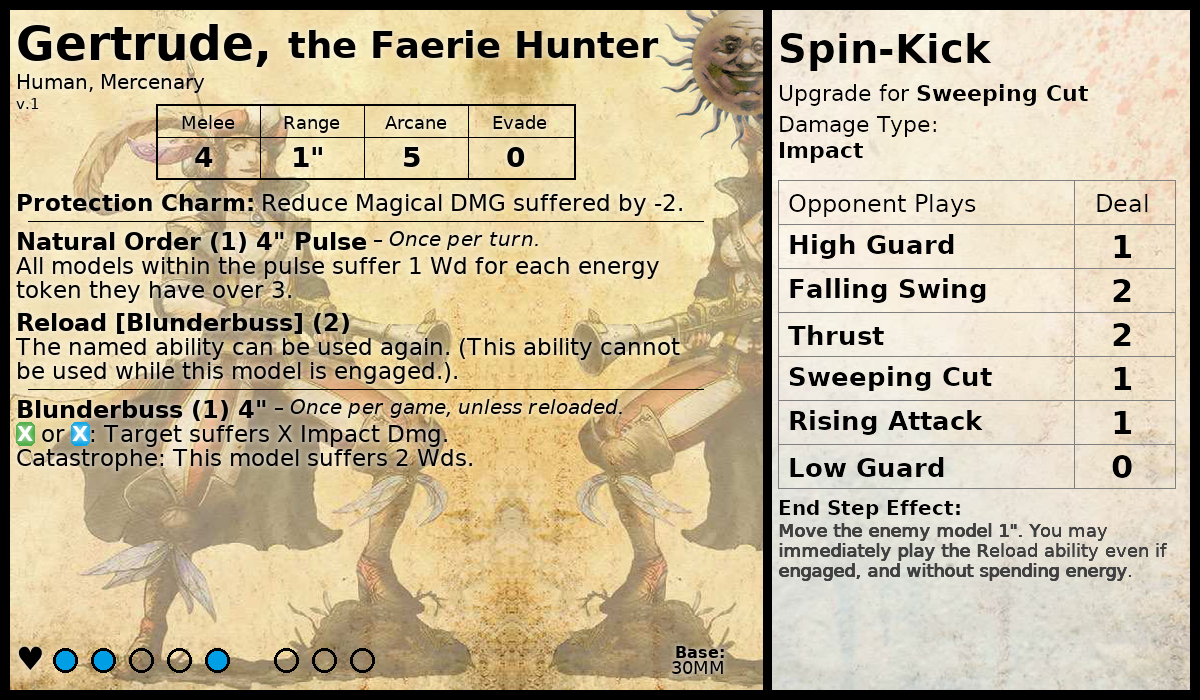 Gertrude, the Faerie Hunter
Human, Mercenary
v.1
Melee Range Arcane Evade
4 1" 5 0
Protection Charm: Reduce Magical DMG suffered by -2.
Natural Order (1) 4" Pulse – Once per turn.
All models within the pulse suffer 1 Wd for each energy
token they have over 3.
Reload [Blunderbuss] (2)
The named ability can be used again. (This ability cannot
be used while this model is engaged.).
Blunderbuss (1) 4" – Once per game, unless reloaded.
X or X: Target suffers X Impact Dmg.
Catastrophe: This model suffers 2 Wds.
Base:
30MM
Spin-Kick
Upgrade for Sweeping Cut
Damage Type:
Impact
Opponent Plays Deal
High Guard 1
Falling Swing 2
Thrust 2
Sweeping Cut 1
Rising Attack 1
Low Guard 0
End Step Effect:
Move the enemy model 1". You may
immediately play the Reload ability even if
engaged, and without spending energy.